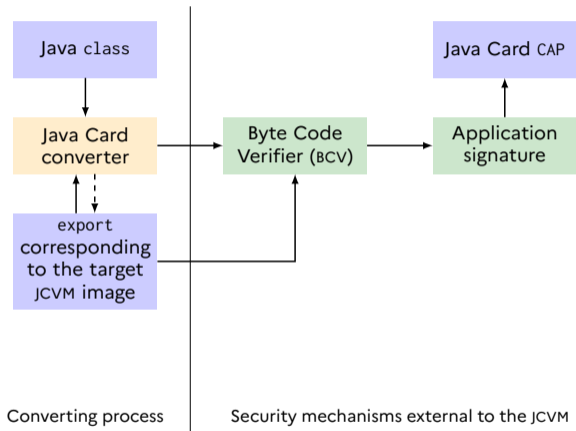 Java class
Java Card CAP
Java Card
converter
Byte Code
Verifier (BCV)
Application
signature
export
corresponding
to the target
JCVM image
Converting process
Security mechanisms external to the JCVM